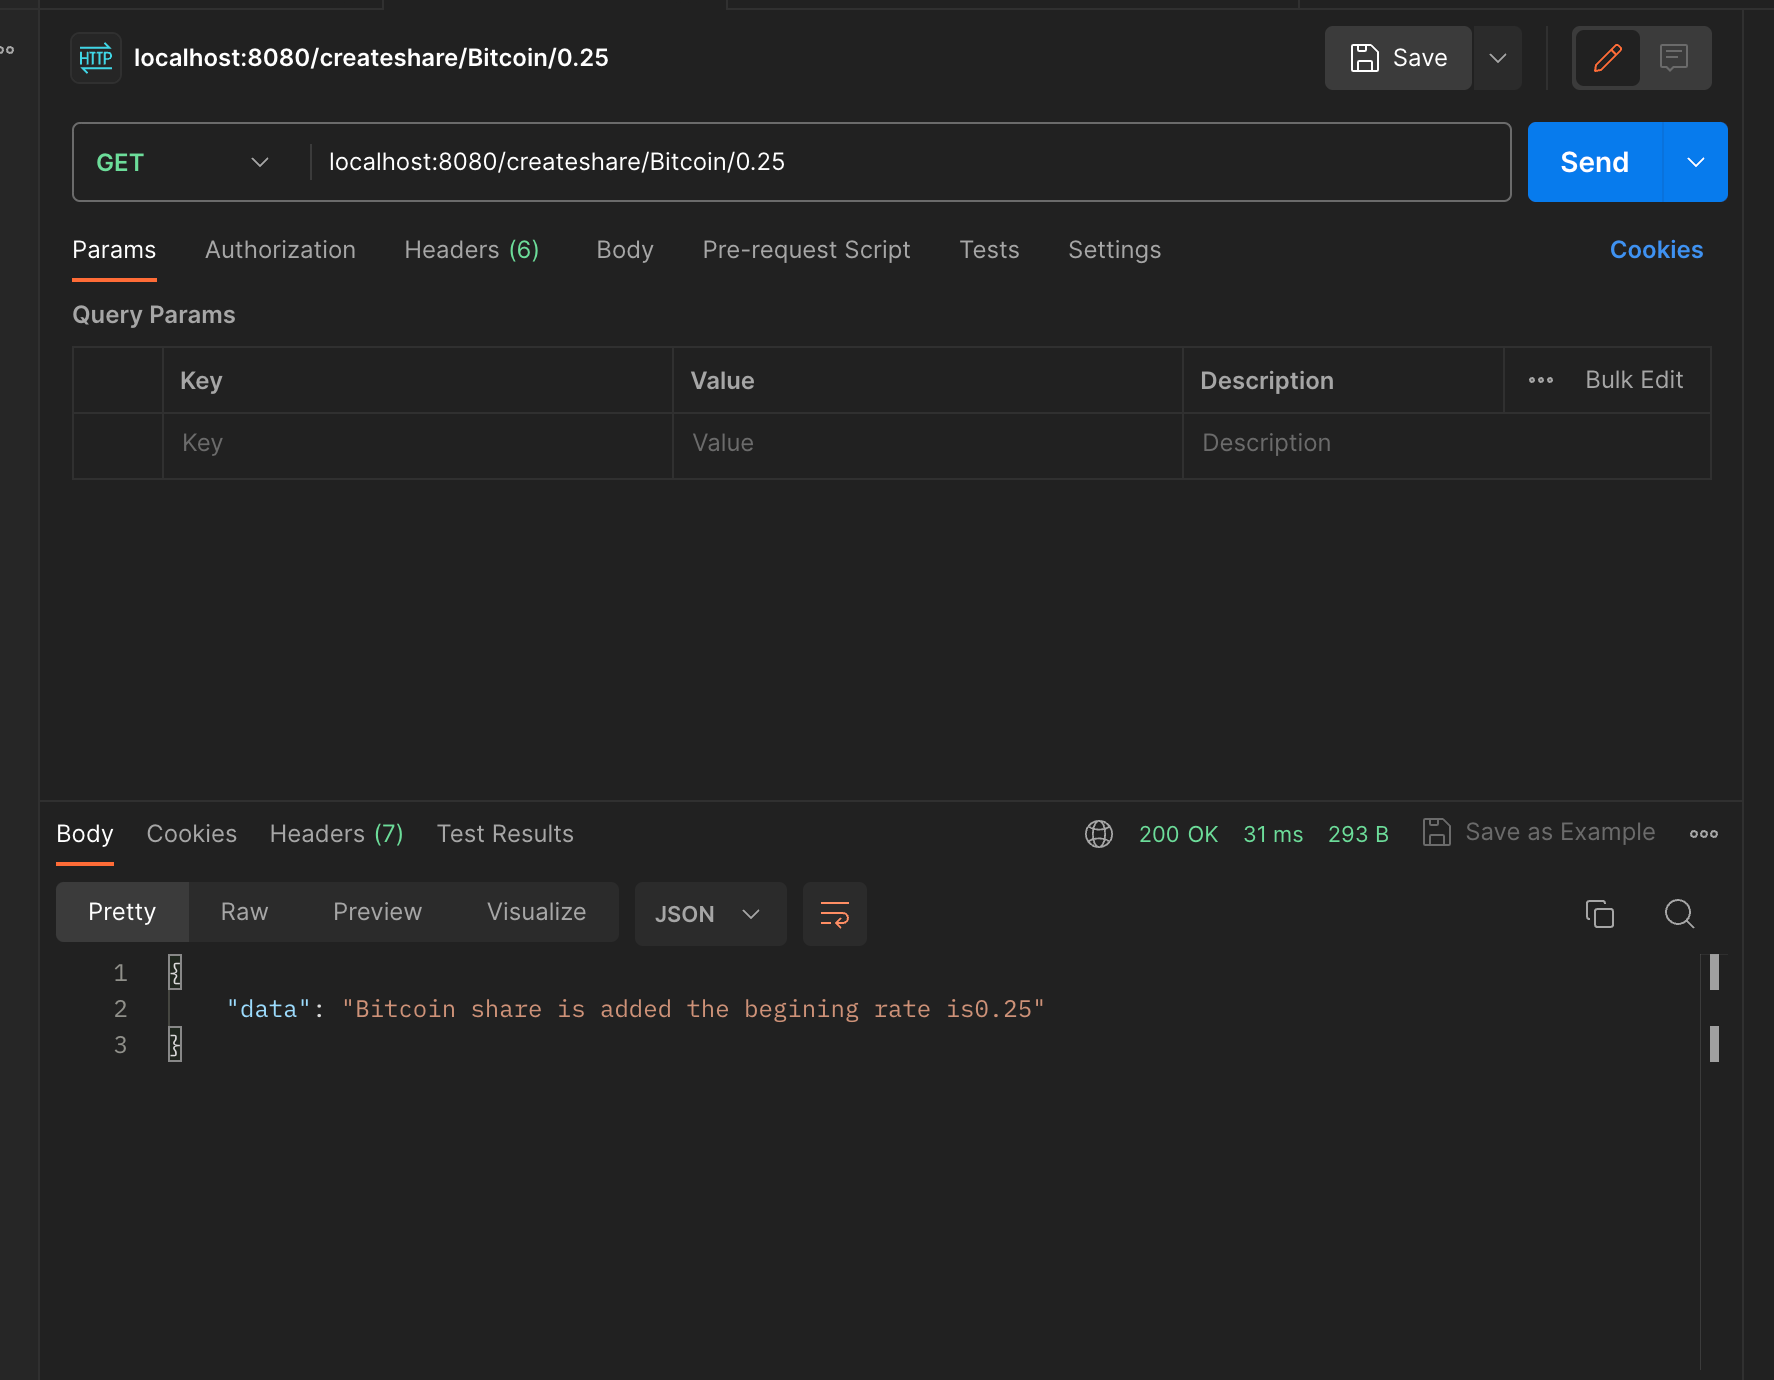 HTTP localhost:8080/createshare/Bitcoin/0.25 Save
GET localhost:8080/createshare/Bitcoin/0.25 Send
Params Authorization Headers (6) Body Pre-request Script Tests Settings Cookies
Query Params
Key Value Description Bulk Edit
Key Value Description
Body Cookies Headers (7) Test Results 200 OK 31 ms 293 B Save as Example
Pretty Raw Preview Visualize JSON
1 {
2 "data": "Bitcoin share is added the begining rate is0.25"
3 }